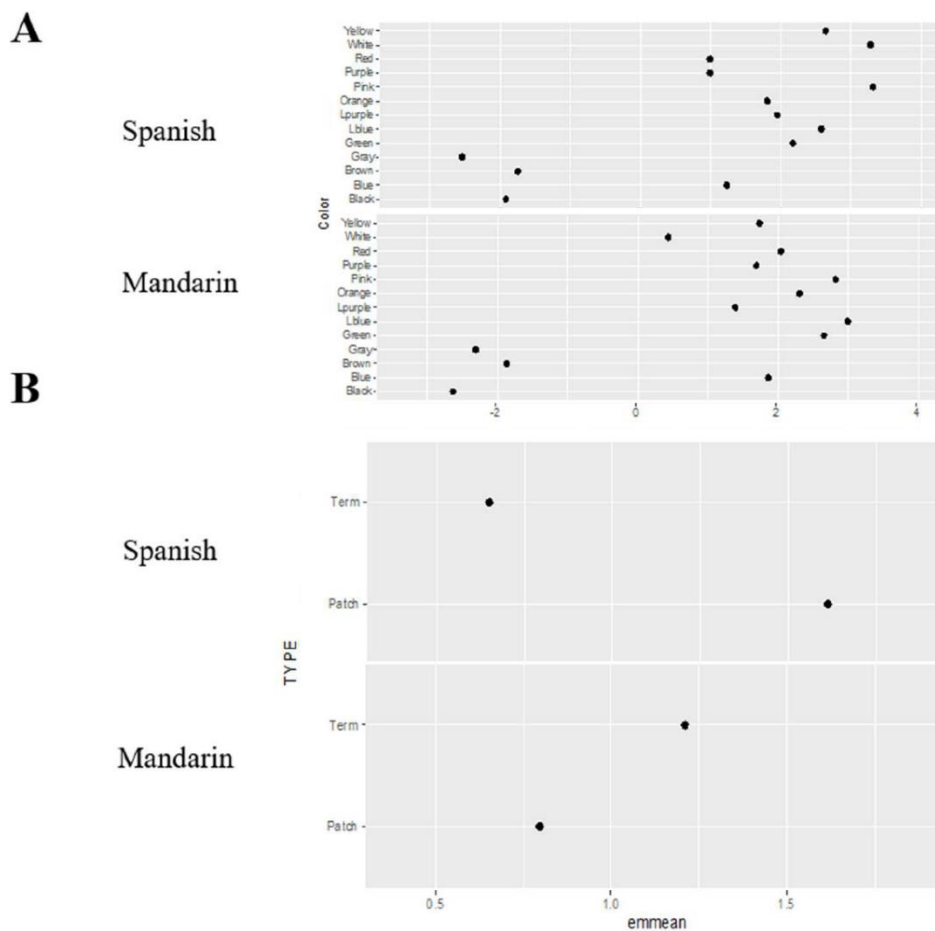 A
Spanish
Color
Yellow
White
Red
Purple
Pink
Orange
Lpurple
Lblue
Green
Gray
Brown
Blue
Black
Mandarin
Yellow
White
Red
Purple
Pink
Orange
Lpurple
Lblue
Green
Gray
Brown
Blue
Black
-2 0 2 4
B
Spanish
TYPE
Term
Patch
Mandarin
Term
Patch
0.5 1.0 1.5
emmean